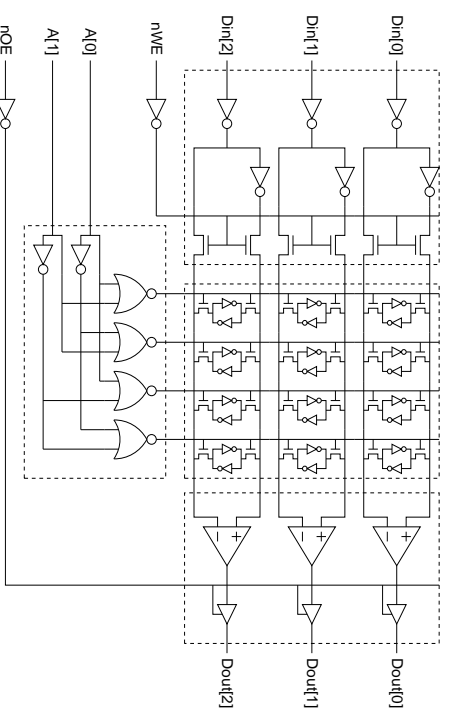 Din[0]
Din[1]
Din[2]
nWE
A[0]
A[1]
nOE
+
−
+
−
+
−
Dout[0]
Dout[1]
Dout[2]